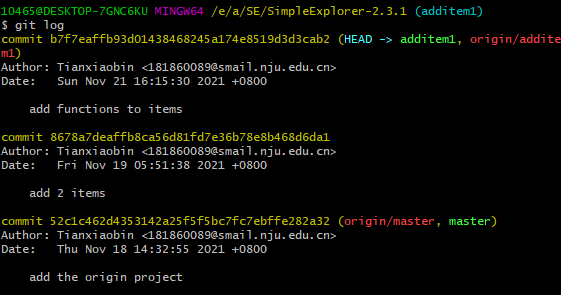 10465@DESKTOP-7GNC6KU MINGW64 /e/a/SE/SimpleExplorer-2.3.1 (additem1)
$ git log
commit b7f7eaffb93d01438468245a174e8519d3d3cab2 (HEAD -> additem1, origin/additе
m1)
Author: Tianxiaobin <181860089@smail.nju.edu.cn>
Date:   Sun Nov 21 16:15:30 2021 +0800
    add functions to items
commit 8678a7deaffb8ca56d81fd7e36b78e8b468d6da1
Author: Tianxiaobin <181860089@smail.nju.edu.cn>
Date:   Fri Nov 19 05:51:38 2021 +0800
    add 2 items
commit 52c1c462d4353142a25f5f5bc7fc7ebffe282a32 (origin/master, master)
Author: Tianxiaobin <181860089@smail.nju.edu.cn>
Date:   Thu Nov 18 14:32:55 2021 +0800
    add the origin project